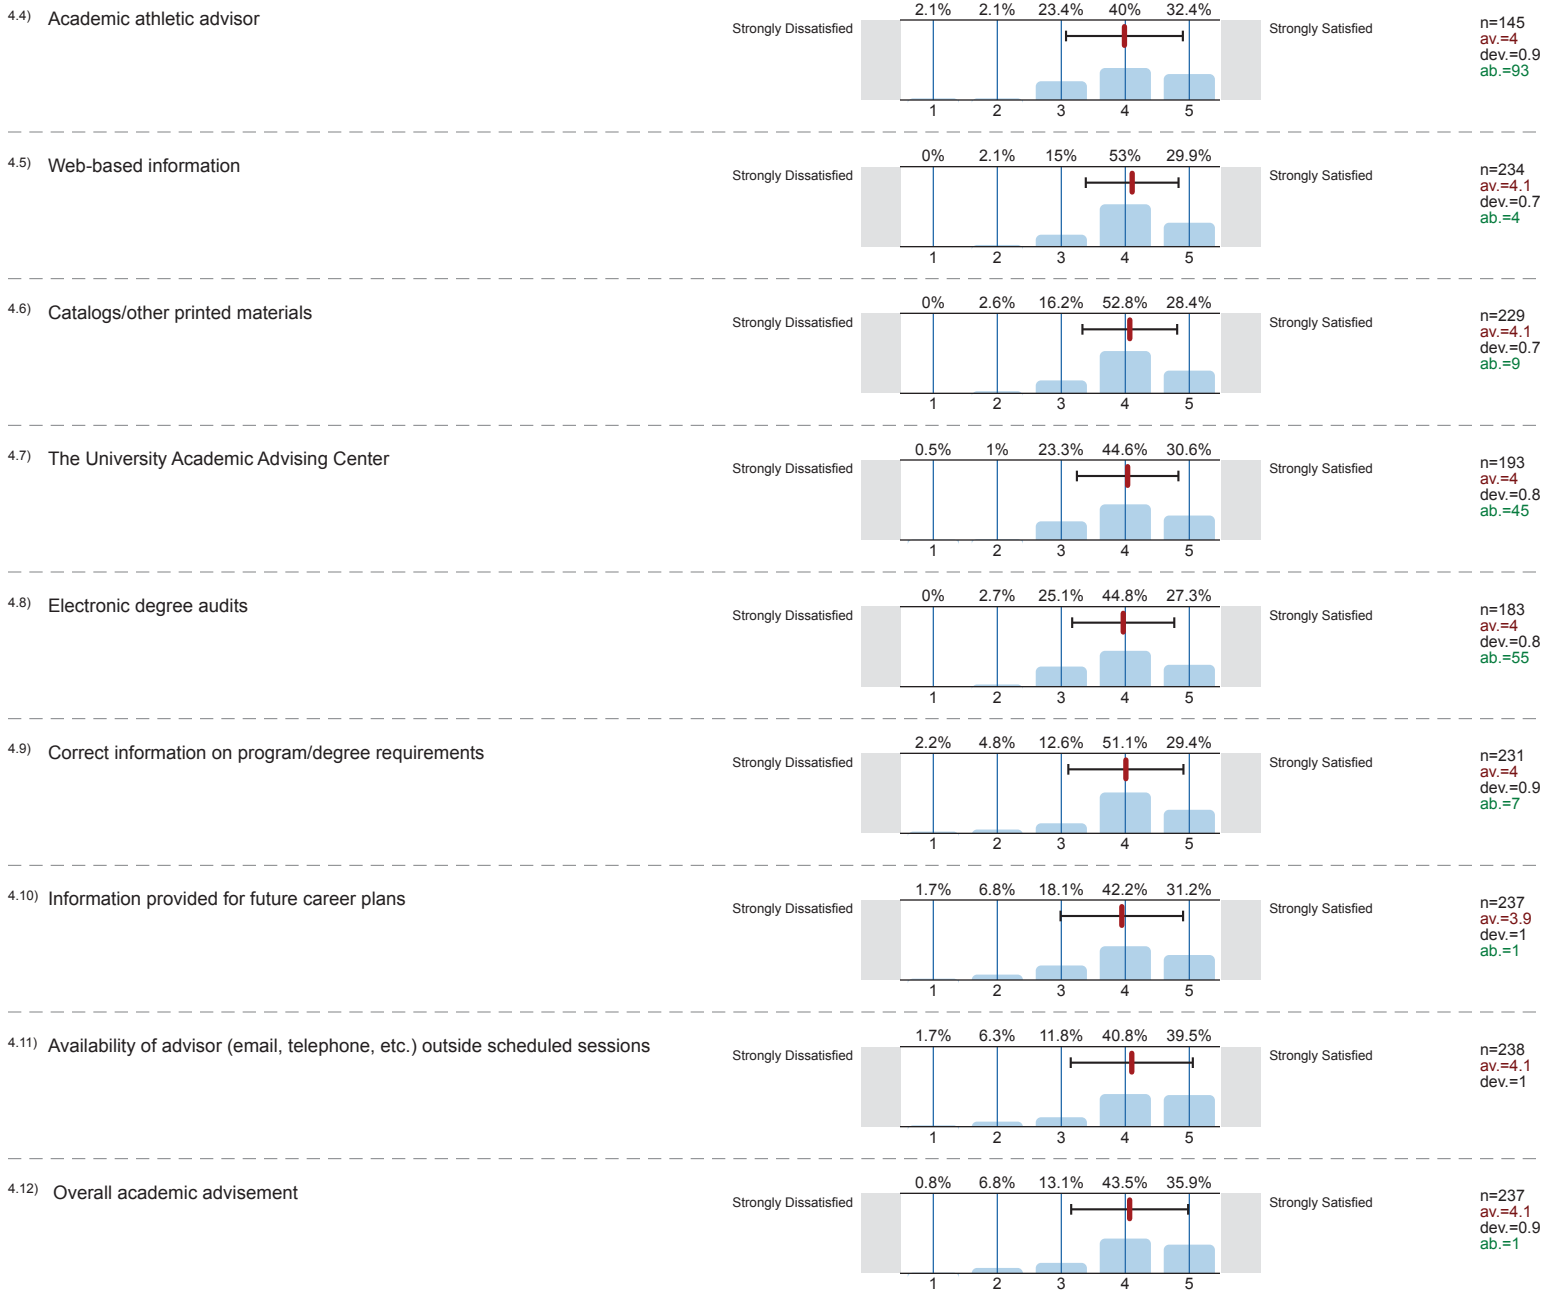 4.4) Academic athletic advisor
2.1% 2.1% 23.4% 40% 32.4%
Strongly Dissatisfied
Strongly Satisfied
1 2 3 4 5
n=145
av.=4
dev.=0.9
ab.=93
4.5) Web-based information
0% 2.1% 15% 53% 29.9%
Strongly Dissatisfied
Strongly Satisfied
1 2 3 4 5
n=234
av.=4.1
dev.=0.7
ab.=4
4.6) Catalogs/other printed materials
0% 2.6% 16.2% 52.8% 28.4%
Strongly Dissatisfied
Strongly Satisfied
1 2 3 4 5
n=229
av.=4.1
dev.=0.7
ab.=9
4.7) The University Academic Advising Center
0.5% 1% 23.3% 44.6% 30.6%
Strongly Dissatisfied
Strongly Satisfied
1 2 3 4 5
n=193
av.=4
dev.=0.8
ab.=45
4.8) Electronic degree audits
0% 2.7% 25.1% 44.8% 27.3%
Strongly Dissatisfied
Strongly Satisfied
1 2 3 4 5
n=183
av.=4
dev.=0.8
ab.=55
4.9) Correct information on program/degree requirements
2.2% 4.8% 12.6% 51.1% 29.4%
Strongly Dissatisfied
Strongly Satisfied
1 2 3 4 5
n=231
av.=4
dev.=0.9
ab.=7
4.10) Information provided for future career plans
1.7% 6.8% 18.1% 42.2% 31.2%
Strongly Dissatisfied
Strongly Satisfied
1 2 3 4 5
n=237
av.=3.9
dev.=1
ab.=1
4.11) Availability of advisor (email, telephone, etc.) outside scheduled sessions
1.7% 6.3% 11.8% 40.8% 39.5%
Strongly Dissatisfied
Strongly Satisfied
1 2 3 4 5
n=238
av.=4.1
dev.=1
4.12) Overall academic advisement
0.8% 6.8% 13.1% 43.5% 35.9%
Strongly Dissatisfied
Strongly Satisfied
1 2 3 4 5
n=237
av.=4.1
dev.=0.9
ab.=1